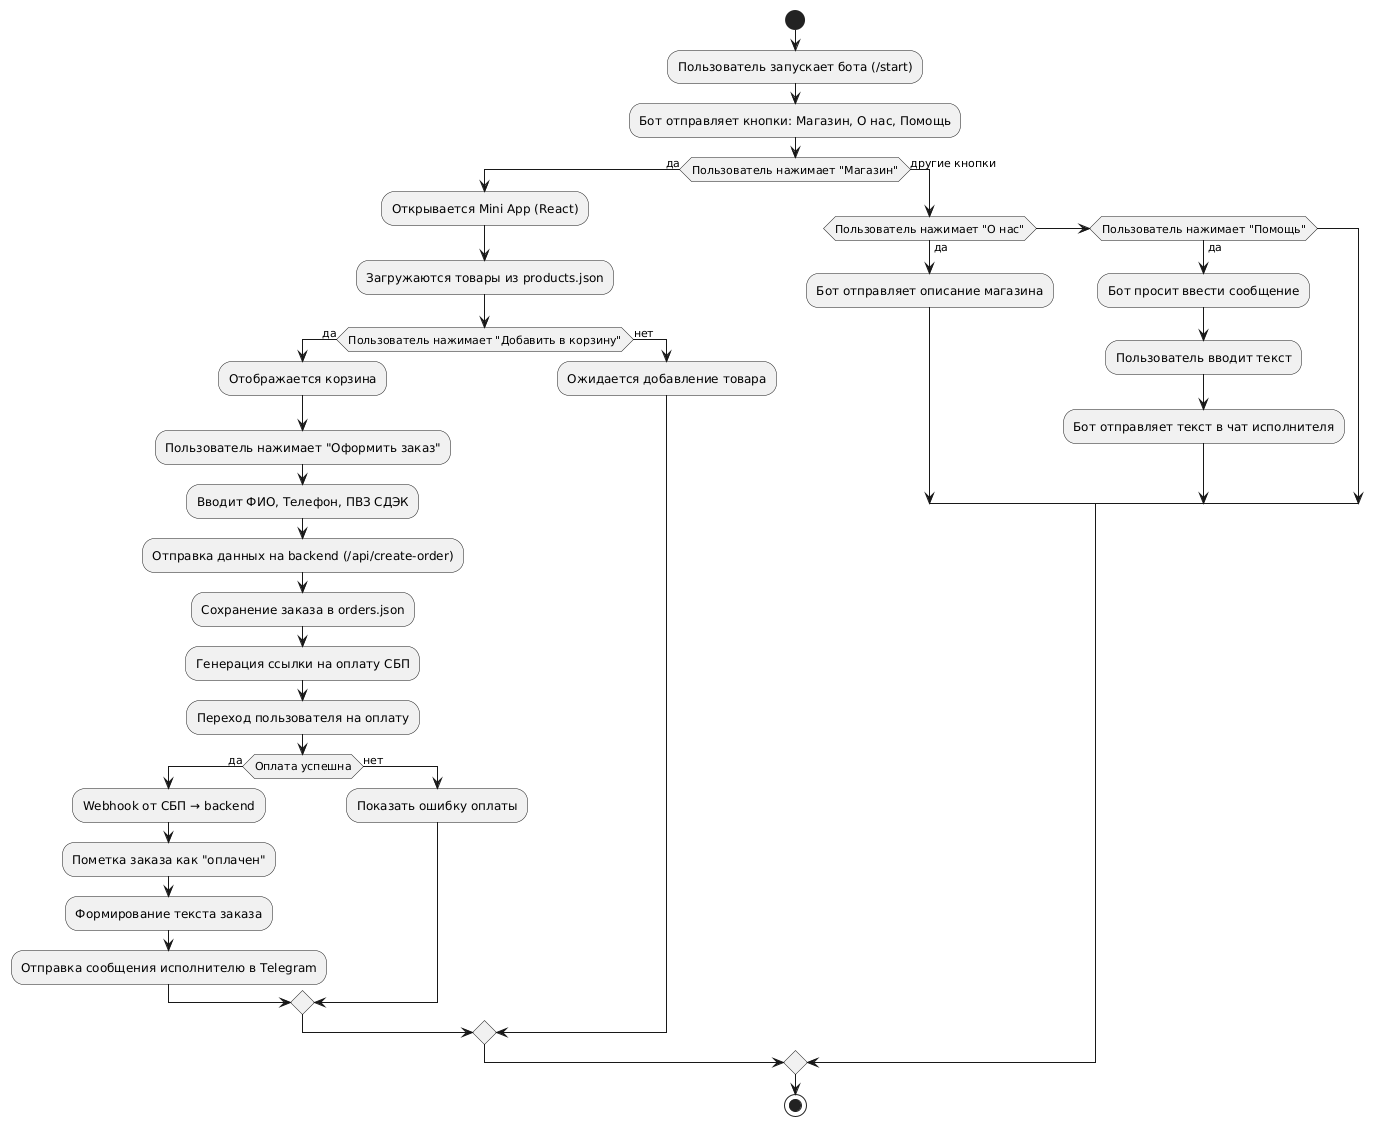 Пользователь запускает бота (/start)
Бот отправляет кнопки: Магазин, О нас, Помощь
да
Пользователь нажимает "Магазин"
другие кнопки
Открывается Mini App (React)
Загружаются товары из products.json
да
Пользователь нажимает "Добавить в корзину"
нет
Отображается корзина
Пользователь нажимает "Оформить заказ"
Вводит ФИО, Телефон, ПВЗ СДЭК
Отправка данных на backend (/api/create-order)
Сохранение заказа в orders.json
Генерация ссылки на оплату СБП
Переход пользователя на оплату
да
Оплата успешна
нет
Webhook от СБП → backend
Пометка заказа как "оплачен"
Формирование текста заказа
Отправка сообщения исполнителю в Telegram
Показать ошибку оплаты
Ожидается добавление товара
Пользователь нажимает "О нас"
да
Бот отправляет описание магазина
Пользователь нажимает "Помощь"
да
Бот просит ввести сообщение
Пользователь вводит текст
Бот отправляет текст в чат исполнителя